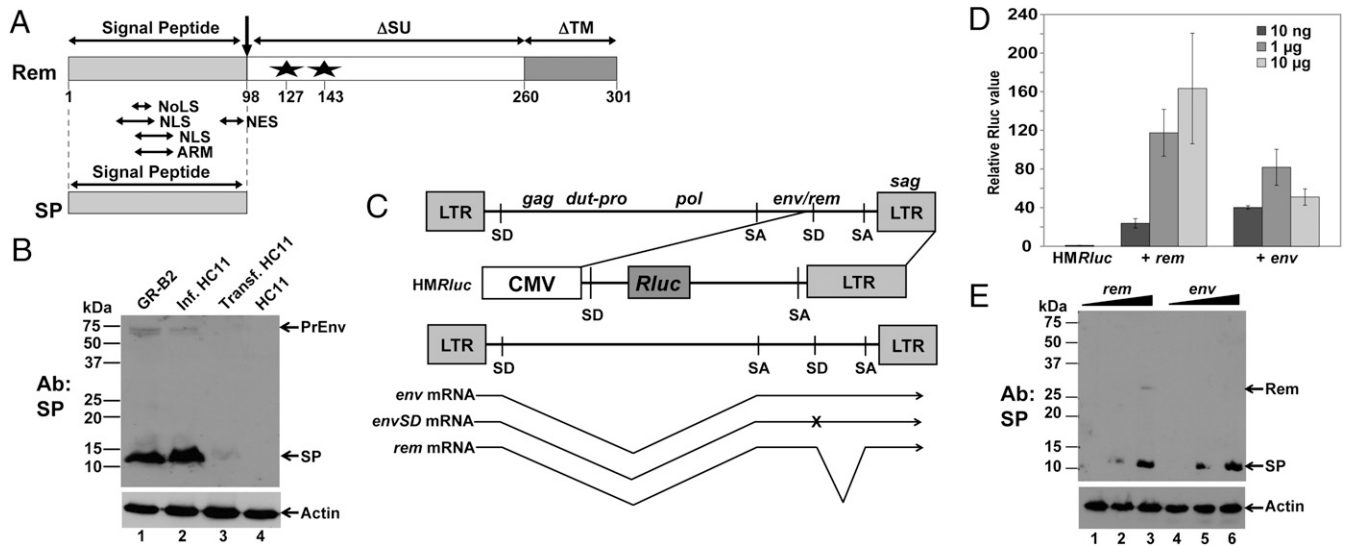 A
Signal Peptide
ΔSU
ΔTM
Rem
1
98
127
143
260
301
NoLS
NLS
NES
NLS
ARM
Signal Peptide
SP
B
GR-B2
Inf. HC11
Transf. HC11
HC11
kDa
75
50
37
25
20
15
10
Ab:
SP
PrEnv
SP
Actin
1 2 3 4
C
gag dut-pro pol env/rem sag
LTR
LTR
SD SA SD SA
HMRluc
CMV
Rluc
LTR
SD SA
LTR
LTR
SD SA SD SA
env mRNA
envSD mRNA
X
rem mRNA
D
Relative Rluc value
240
200
160
120
80
40
0
10 ng
1 µg
10 µg
HMRluc + rem + env
E
rem env
kDa
75
50
37
25
20
15
10
Ab:
SP
Rem
SP
Actin
1 2 3 4 5 6